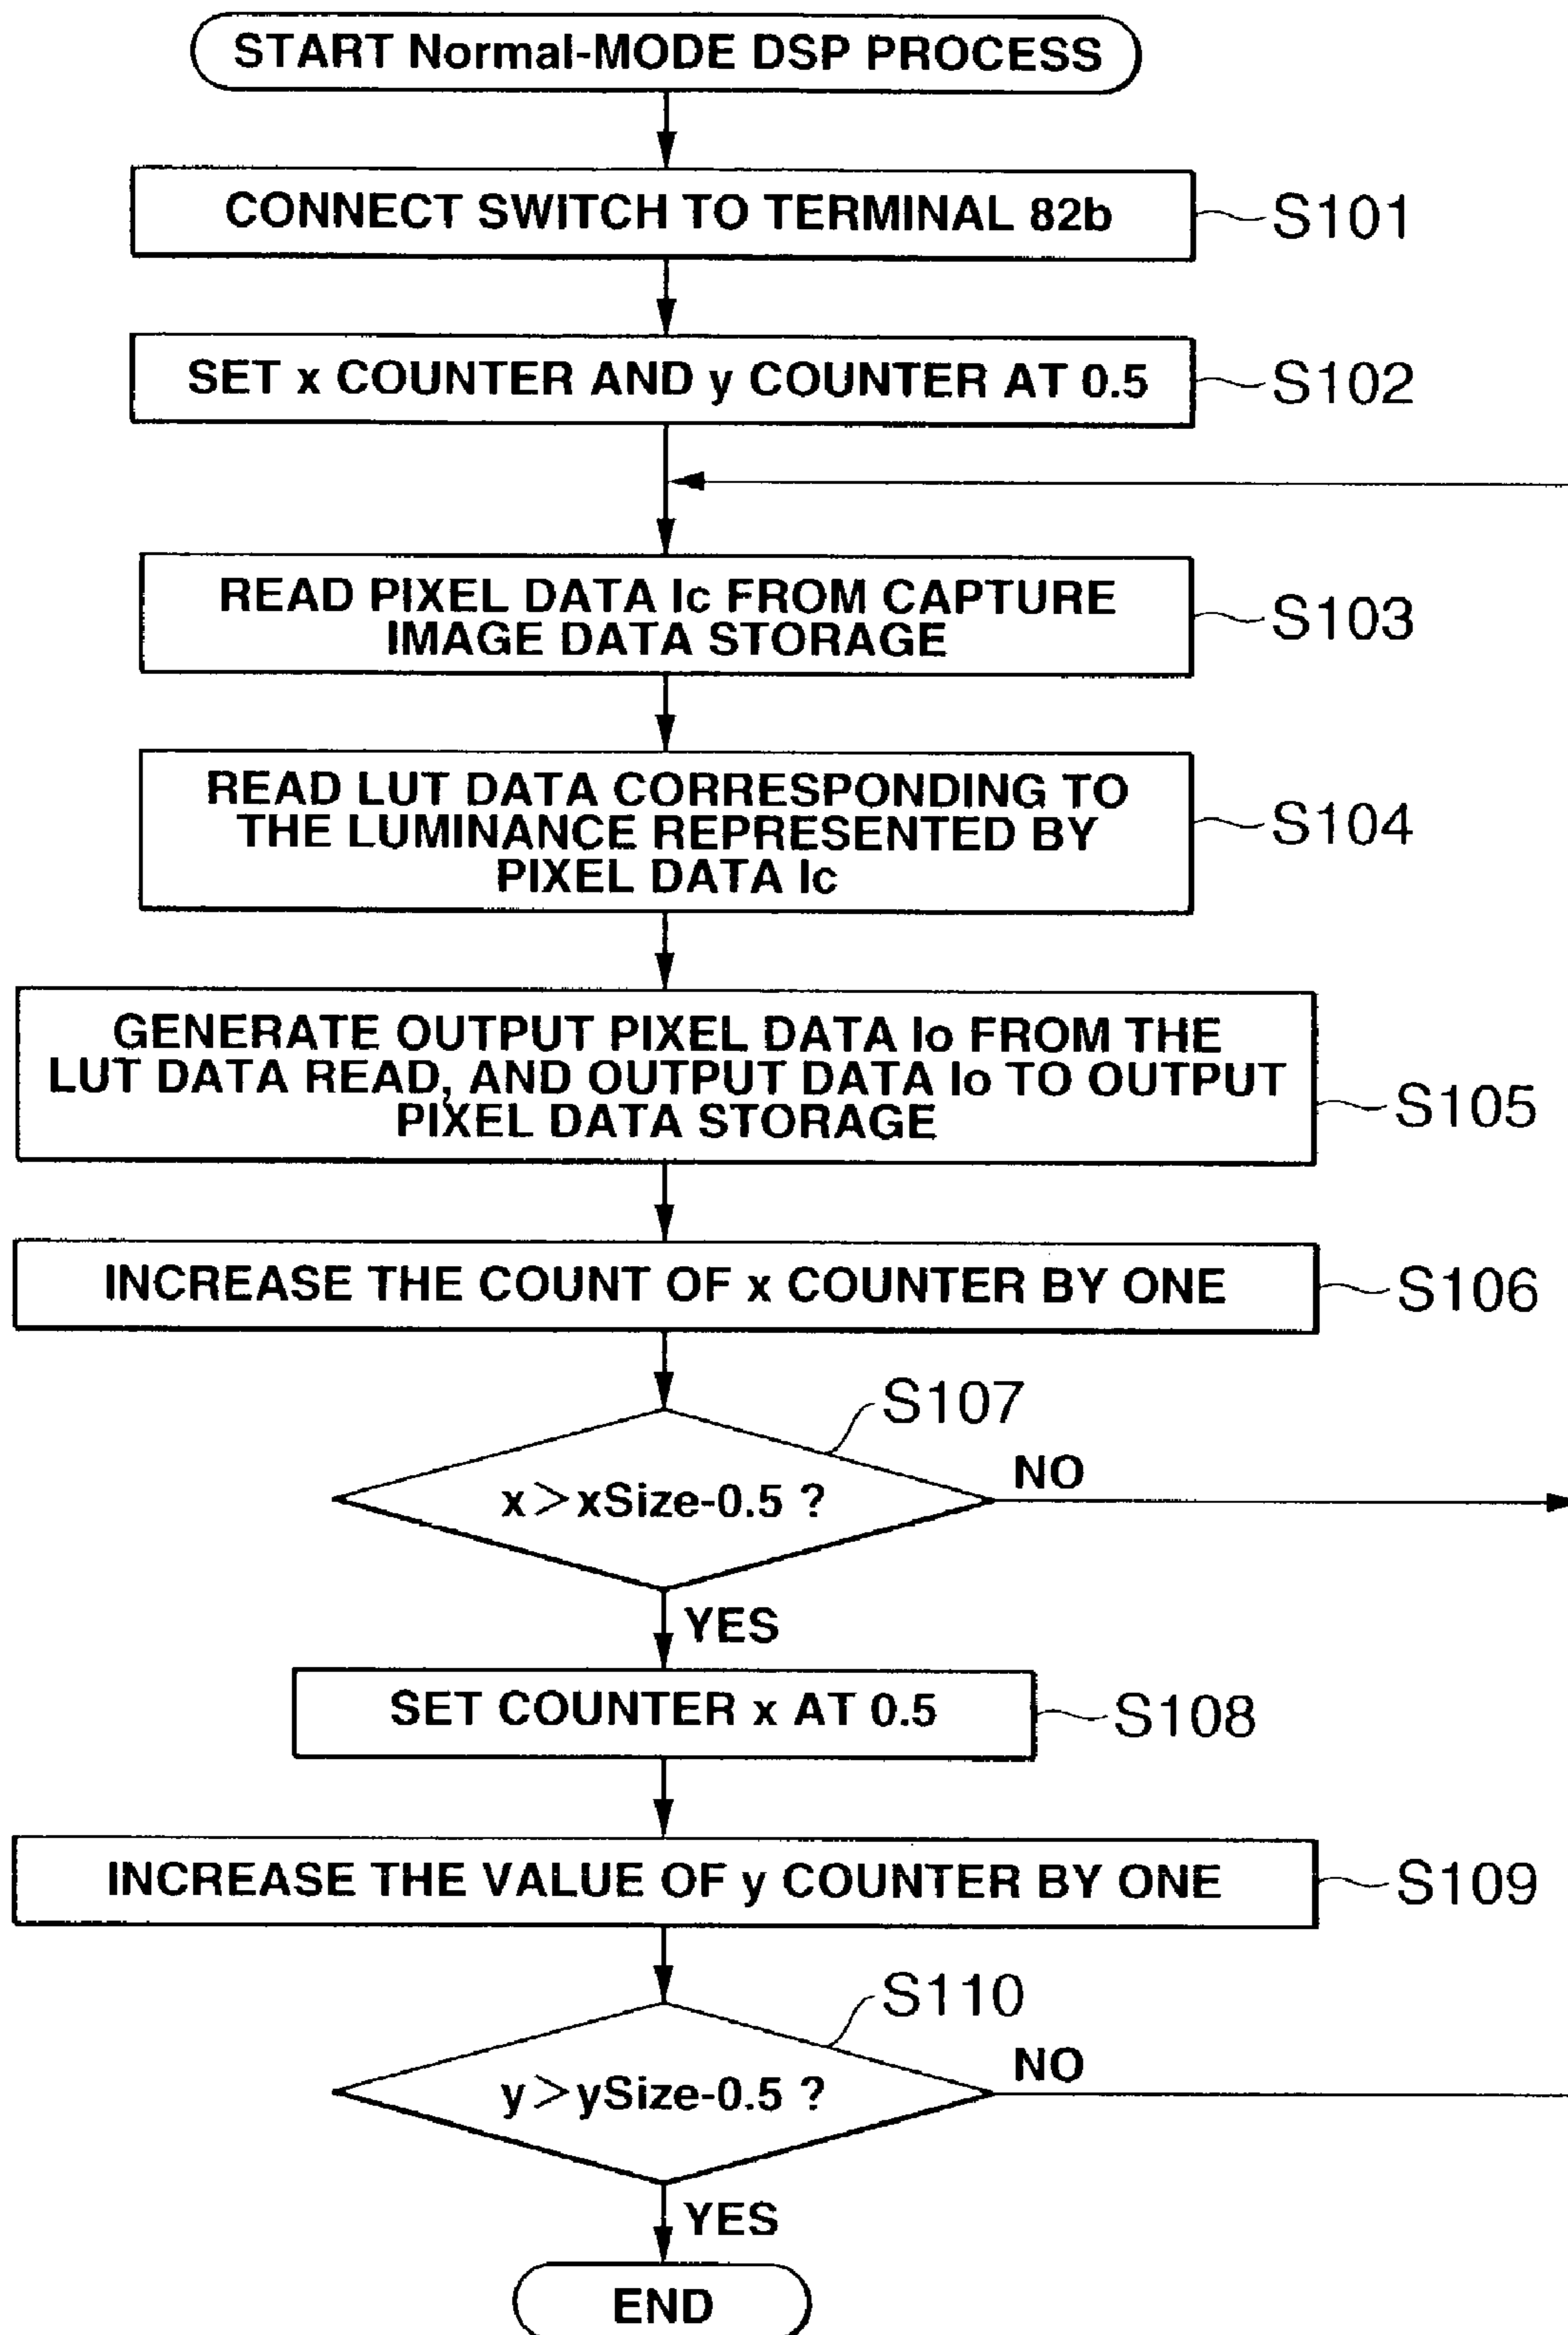 START Normal-MODE DSP PROCESS
CONNECT SWITCH TO TERMINAL 82b
S101
SET x COUNTER AND y COUNTER AT 0.5
S102
READ PIXEL DATA Ic FROM CAPTURE
IMAGE DATA STORAGE
S103
READ LUT DATA CORRESPONDING TO
THE LUMINANCE REPRESENTED BY
PIXEL DATA Ic
S104
GENERATE OUTPUT PIXEL DATA Io FROM THE
LUT DATA READ, AND OUTPUT DATA Io TO OUTPUT
PIXEL DATA STORAGE
S105
INCREASE THE COUNT OF x COUNTER BY ONE
S106
S107
x>xSize-0.5 ?
NO
YES
SET COUNTER x AT 0.5
S108
INCREASE THE VALUE OF y COUNTER BY ONE
S109
S110
y>ySize-0.5 ?
NO
YES
END